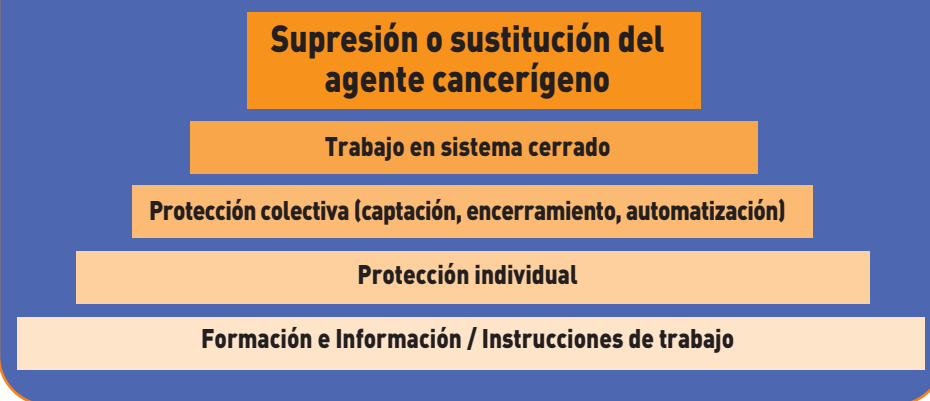 Supresión o sustitución del
agente cancerígeno
Trabajo en sistema cerrado
Protección colectiva (captación, encerramiento, automatización)
Protección individual
Formación e Información / Instrucciones de trabajo